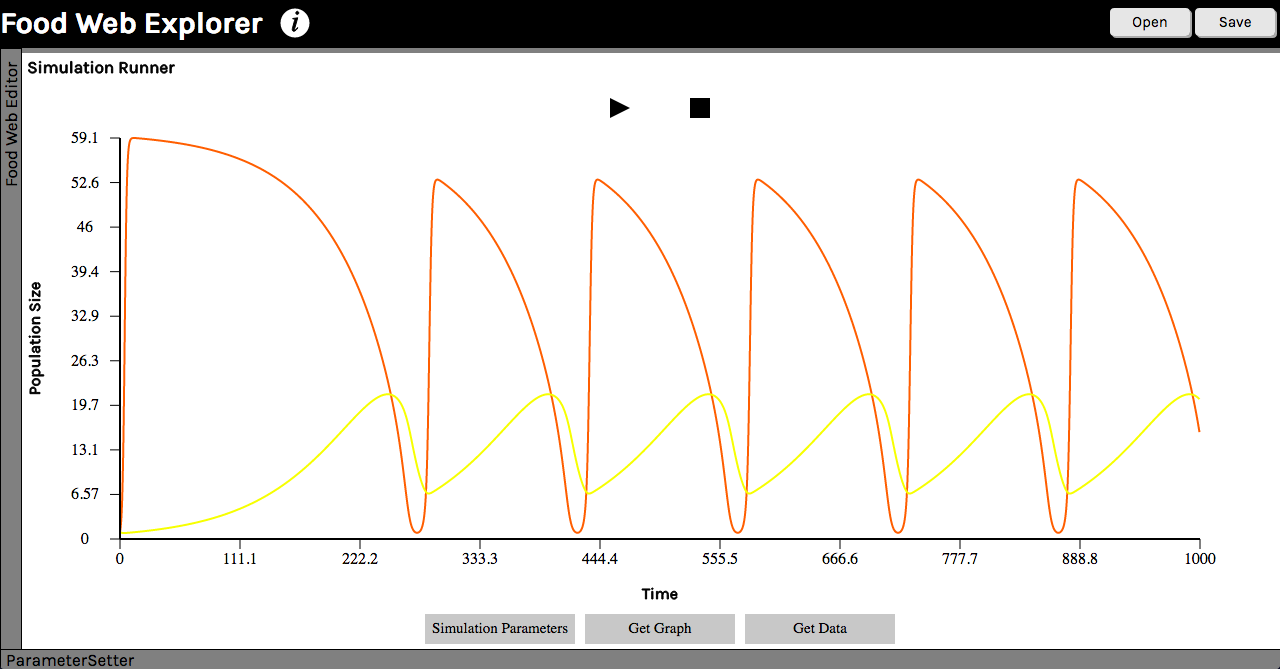 Food Web Explorer i
Open
Save
Food Web Editor
Simulation Runner
59.1
52.6
46
39.4
32.9
26.3
19.7
13.1
6.57
0
Population Size
0 111.1 222.2 333.3 444.4 555.5 666.6 777.7 888.8 1000
Time
Simulation Parameters
Get Graph
Get Data
ParameterSetter